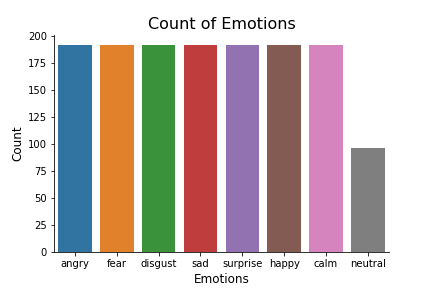 Count of Emotions
200
175
150
125
100
75
50
25
0
Count
angry fear disgust sad surprise happy calm neutral
Emotions